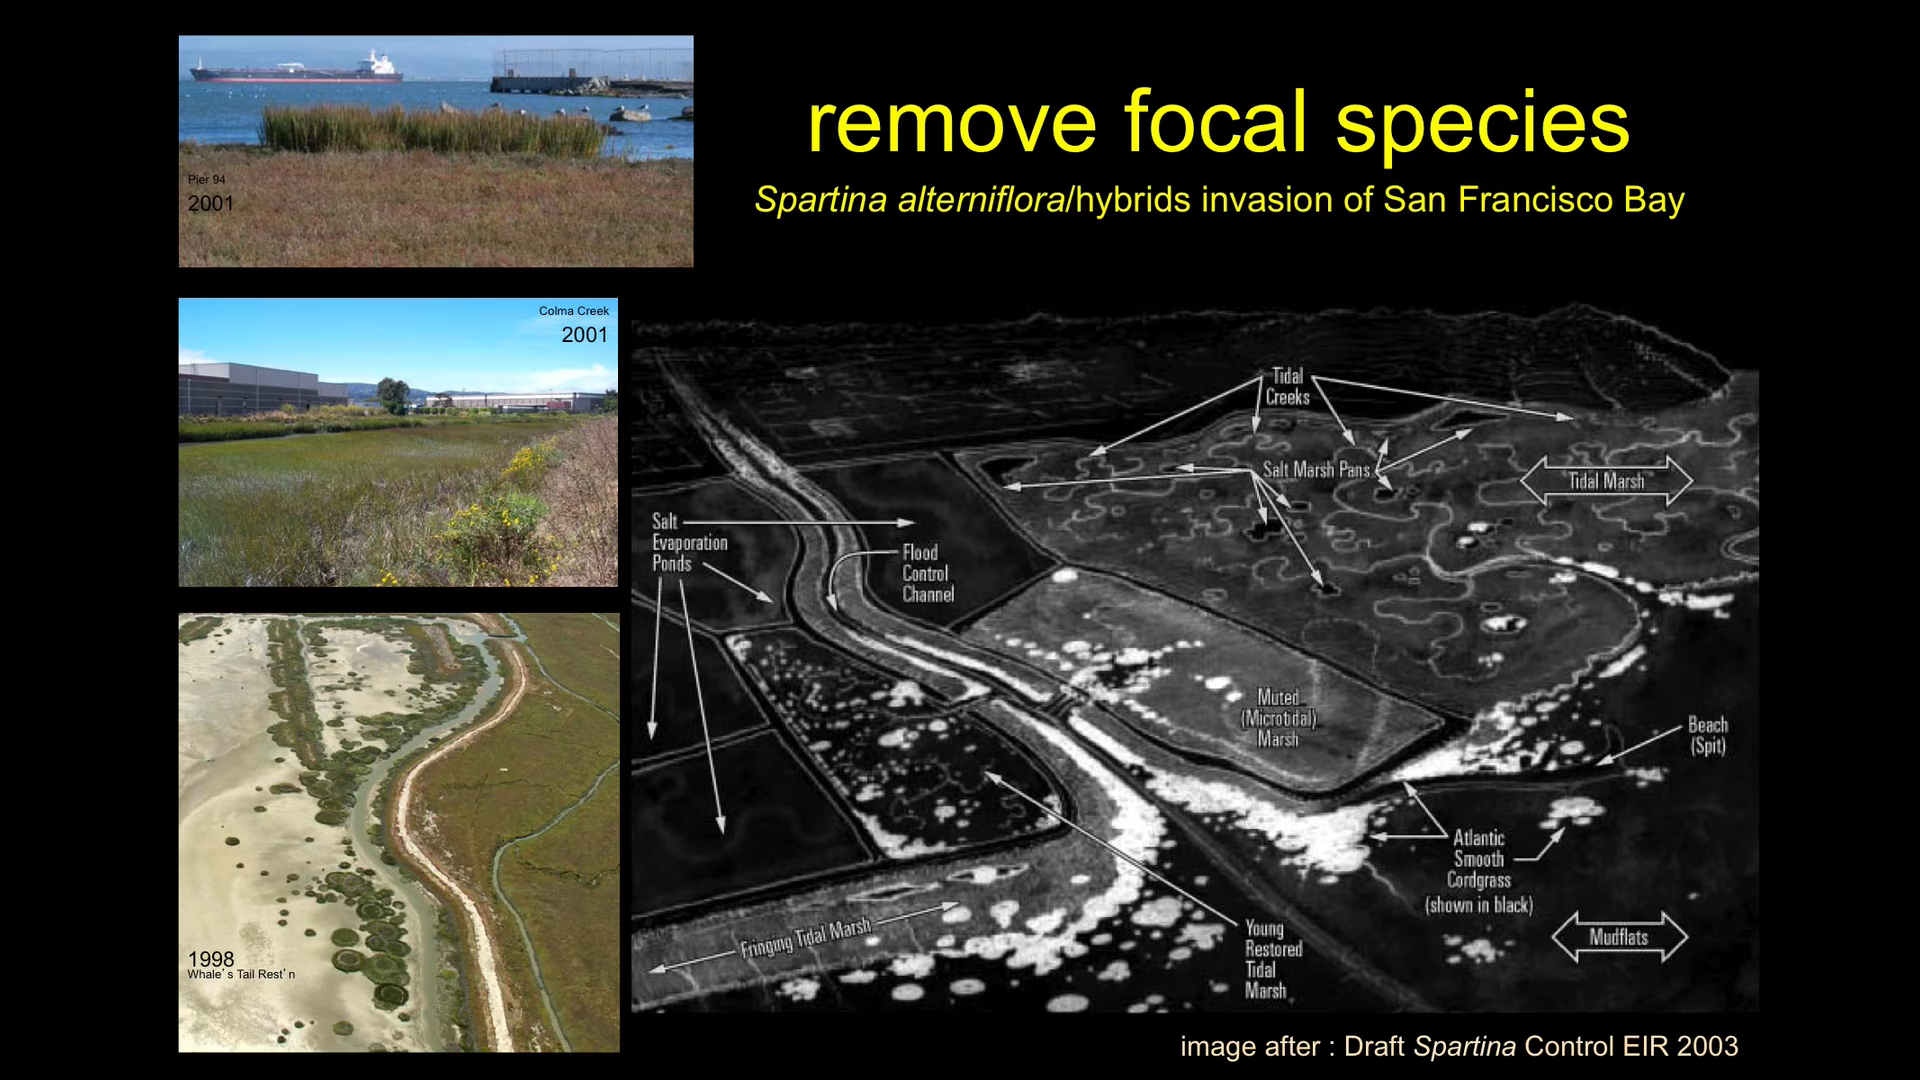 remove focal species
Spartina alterniflora/hybrids invasion of San Francisco Bay
Pier 94
2001
Colma Creek
2001
1998
Whale's Tail Rest'n
Tidal
Creeks
Salt Marsh Pans
Tidal Marsh
Salt
Evaporation
Ponds
Flood
Control
Channel
Muted
(Microtidal)
Marsh
Beach
(Spit)
Atlantic
Smooth
Cordgrass
(shown in black)
Mudflats
Fringing Tidal Marsh
Young
Restored
Tidal
Marsh
image after : Draft Spartina Control EIR 2003